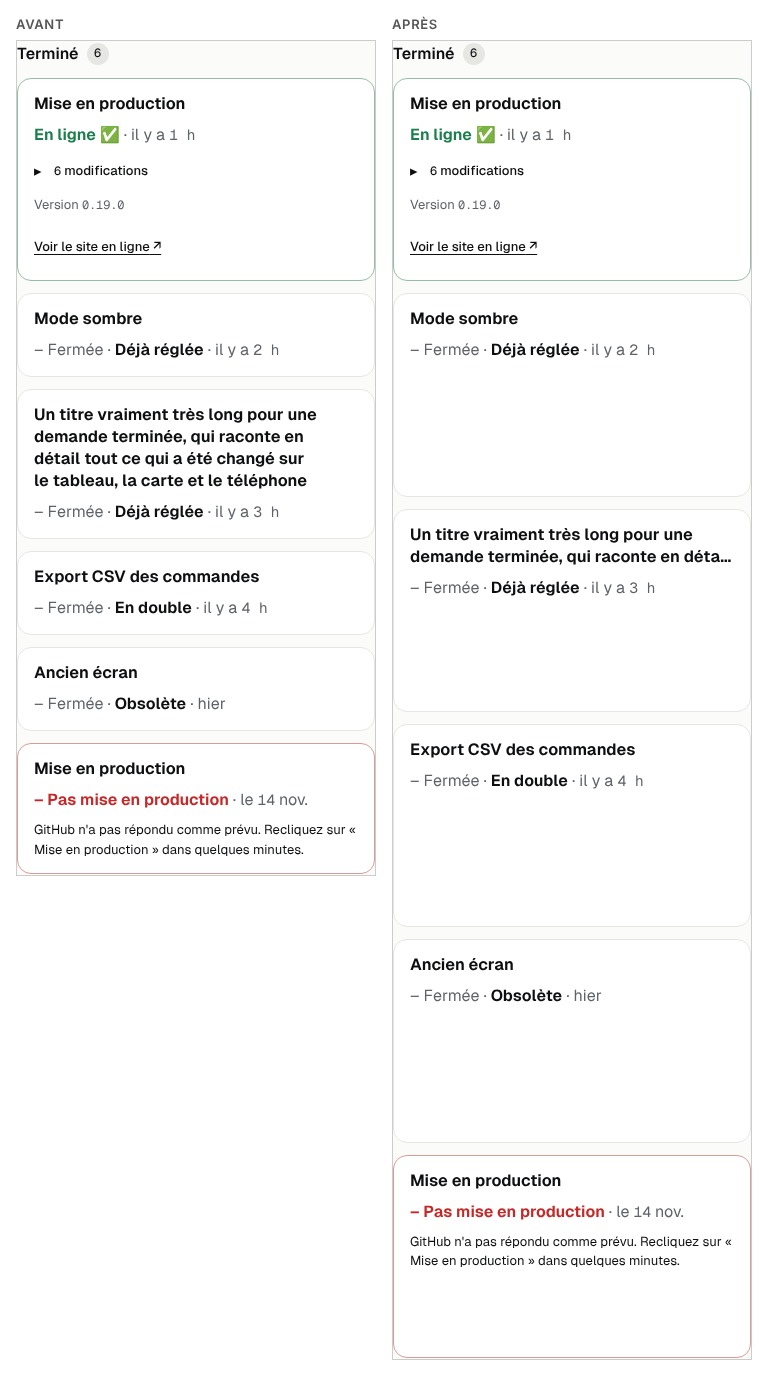 AVANT
Terminé 6
Mise en production
En ligne ✅ · il y a 1 h
▸ 6 modifications
Version 0.19.0
Voir le site en ligne ↗
Mode sombre
– Fermée · Déjà réglée · il y a 2 h
Un titre vraiment très long pour une
demande terminée, qui raconte en
détail tout ce qui a été changé sur
le tableau, la carte et le téléphone
– Fermée · Déjà réglée · il y a 3 h
Export CSV des commandes
– Fermée · En double · il y a 4 h
Ancien écran
– Fermée · Obsolète · hier
Mise en production
– Pas mise en production · le 14 nov.
GitHub n'a pas répondu comme prévu. Recliquez sur «
Mise en production » dans quelques minutes.
APRÈS
Terminé 6
Mise en production
En ligne ✅ · il y a 1 h
▸ 6 modifications
Version 0.19.0
Voir le site en ligne ↗
Mode sombre
– Fermée · Déjà réglée · il y a 2 h
Un titre vraiment très long pour une
demande terminée, qui raconte en déta…
– Fermée · Déjà réglée · il y a 3 h
Export CSV des commandes
– Fermée · En double · il y a 4 h
Ancien écran
– Fermée · Obsolète · hier
Mise en production
– Pas mise en production · le 14 nov.
GitHub n'a pas répondu comme prévu. Recliquez sur «
Mise en production » dans quelques minutes.